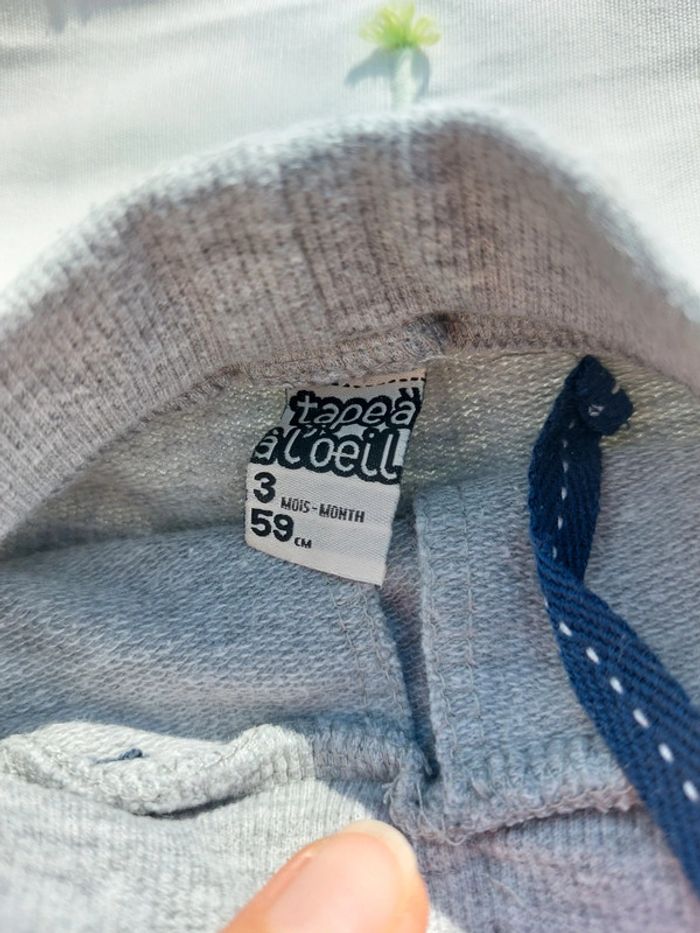 tape à
à l'oeil
3 MOIS-MONTH
59 CM